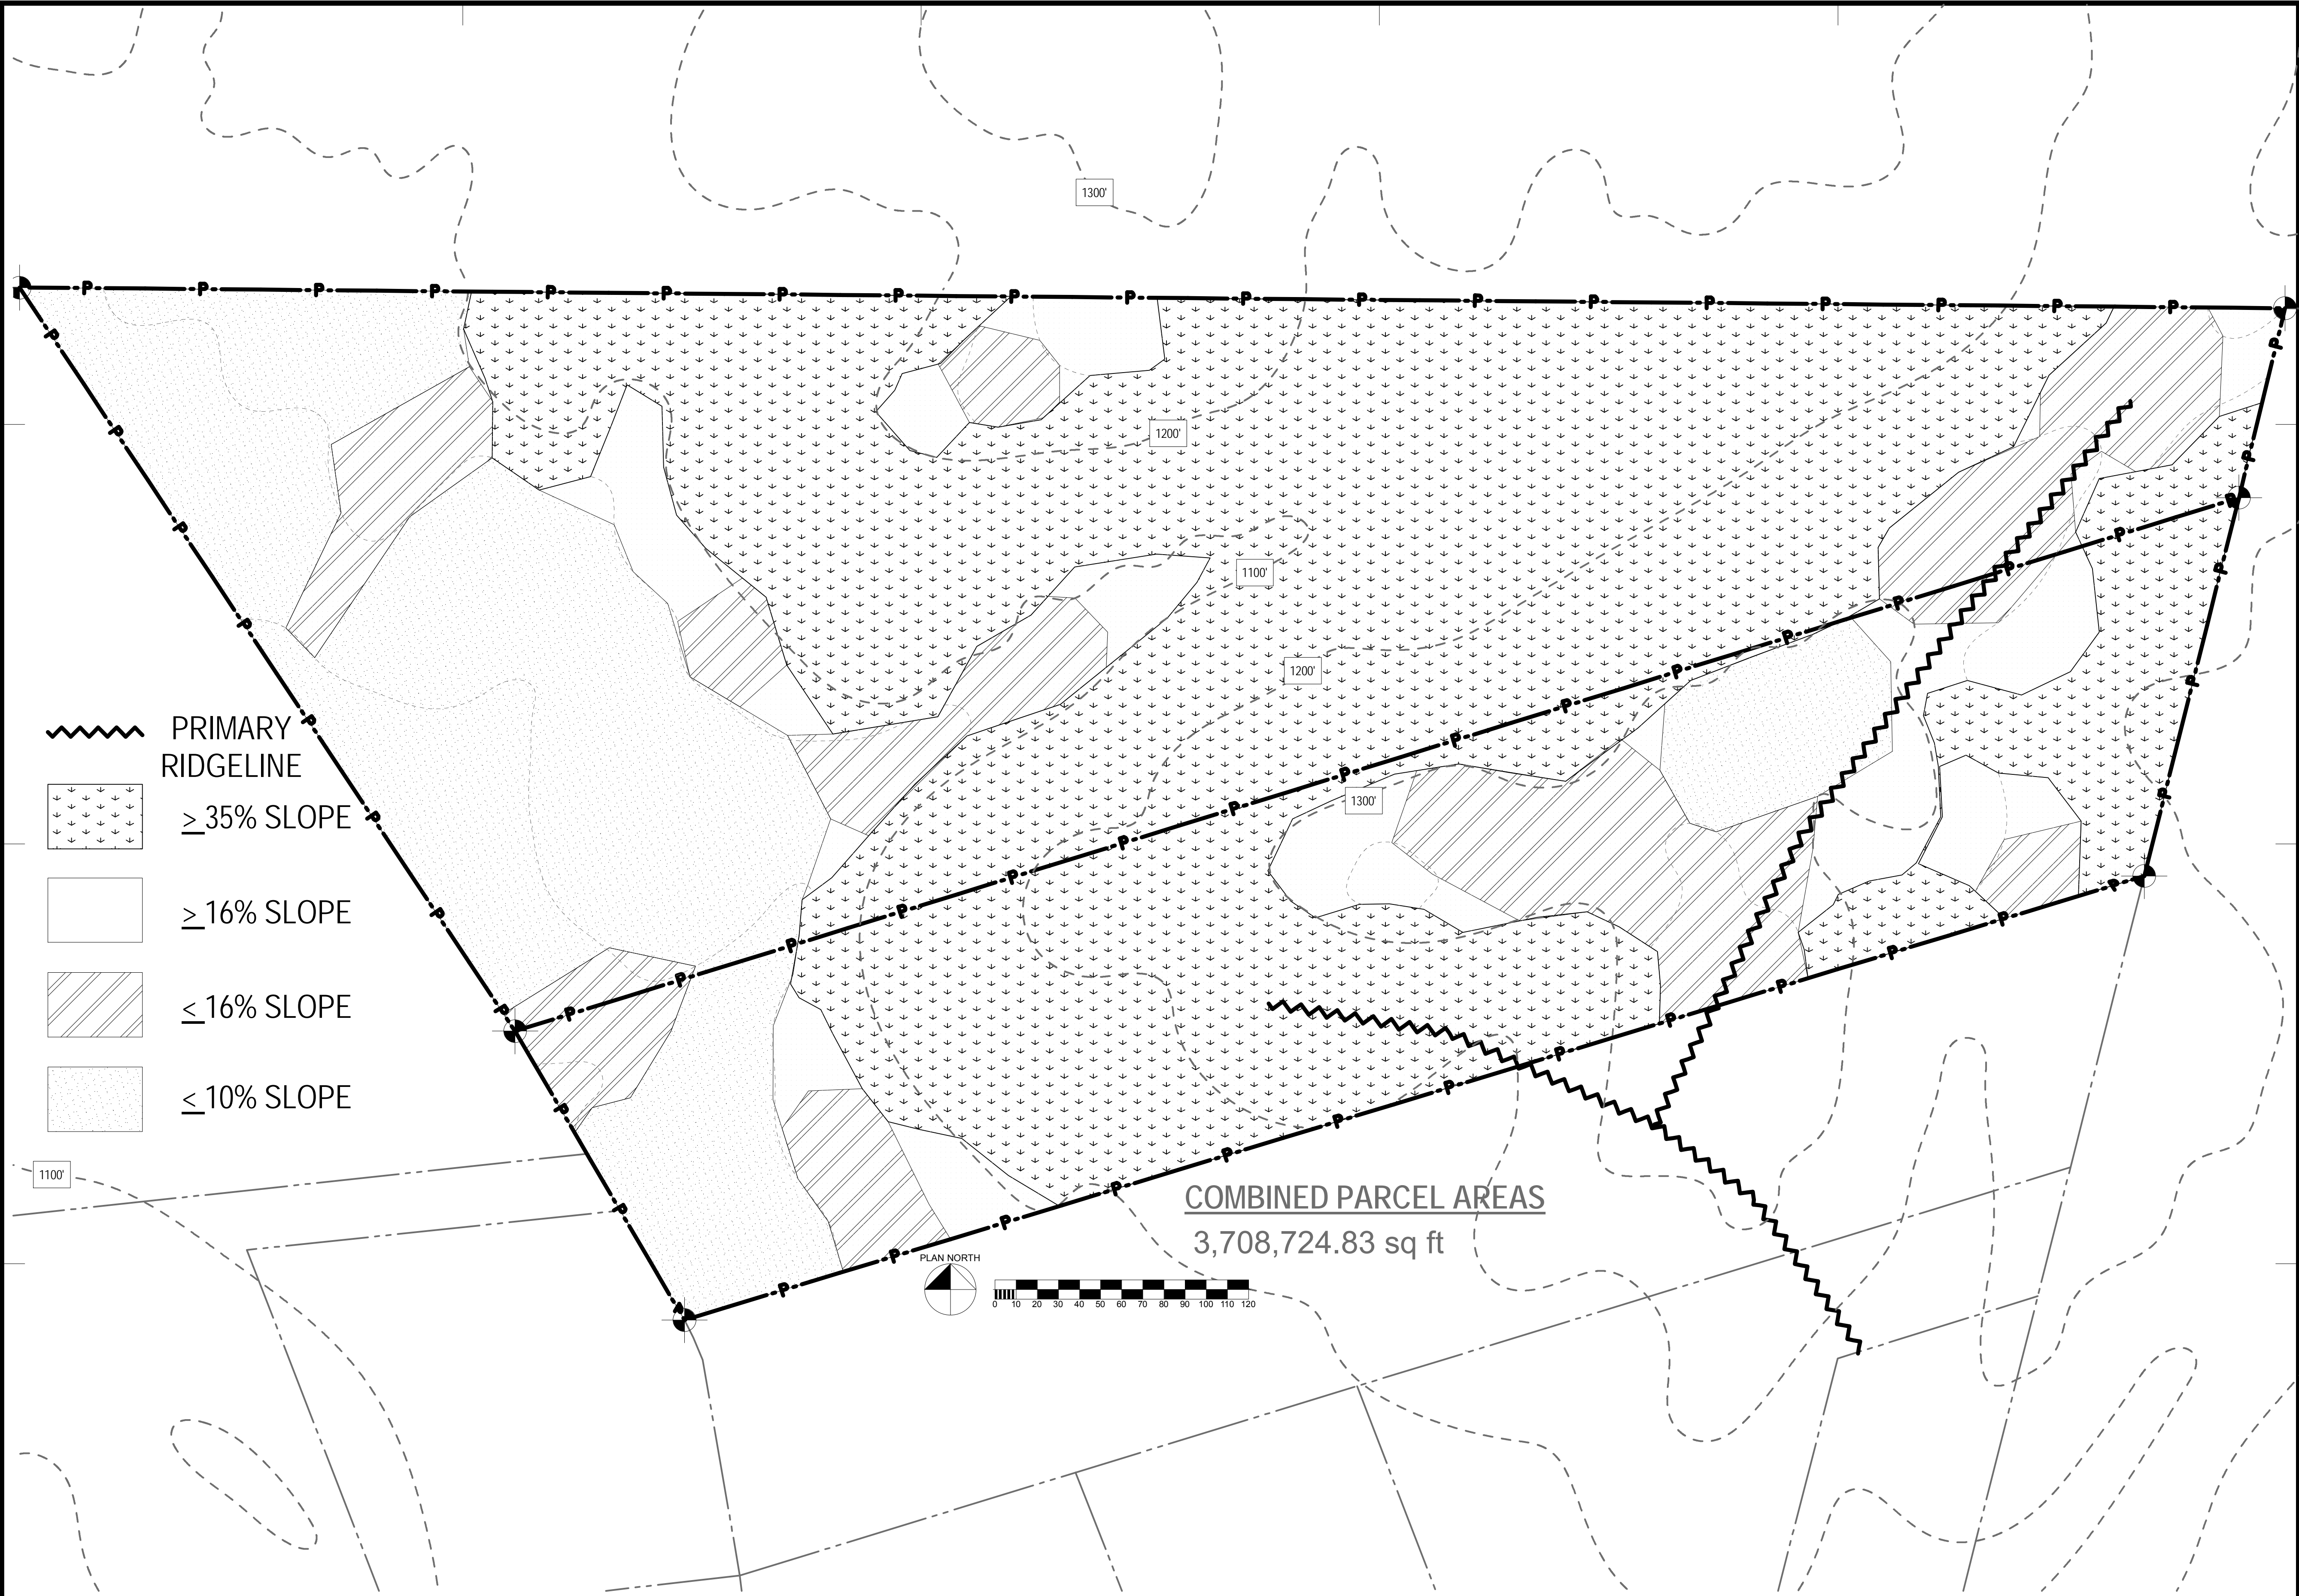 1300'
1200'
1100'
1200'
1300'
PRIMARY
RIDGELINE
> 35% SLOPE
> 16% SLOPE
< 16% SLOPE
< 10% SLOPE
1100'
COMBINED PARCEL AREAS
3,708,724.83 sq ft
PLAN NORTH
0 10 20 30 40 50 60 70 80 90 100 110 120
P P P P P P P P P P P P P P P P P P P
P P P P P P P P P P
P P P P P P P P P P P P P P P P
P P P P P P P P P P P P P
P P P P P